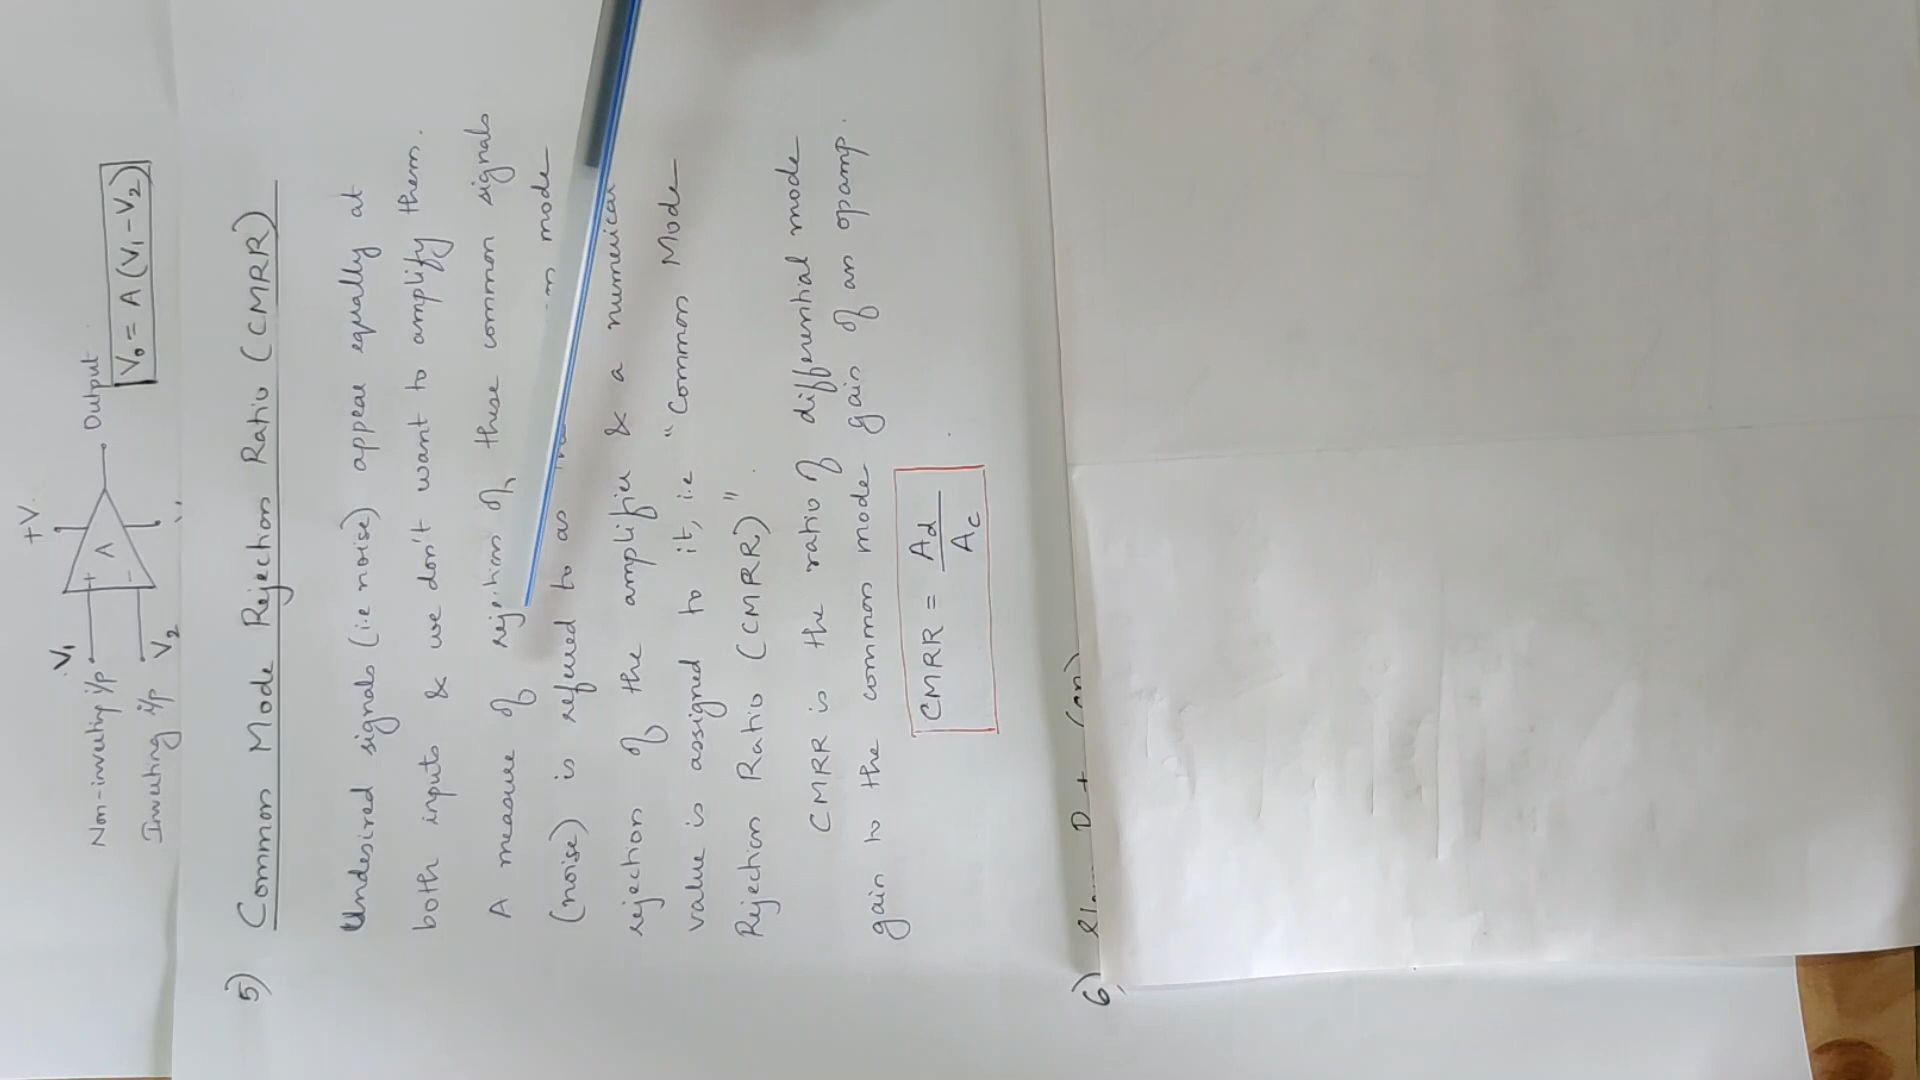 +V
V₁
Non-inverting i/p
+
A
Output
Inverting i/p
-
V₂
V₀ = A (V₁ - V₂)
5) Common Mode Rejection Ratio (CMRR)
Undesired signals (i.e noise) appear equally at
both inputs & we don't want to amplify them.
A measure of rejection of these common signals
(noise) is referred to as mode
rejection of the amplifier & a numerical
value is assigned to it, i.e "Common Mode
Rejection Ratio (CMRR)".
CMRR is the ratio of differential mode
gain to the common mode gain of an opamp.
CMRR = A_d / A_c
6)